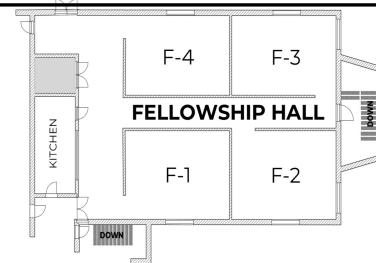 F-4
F-3
FELLOWSHIP HALL
DOWN
KITCHEN
F-1
F-2
DOWN